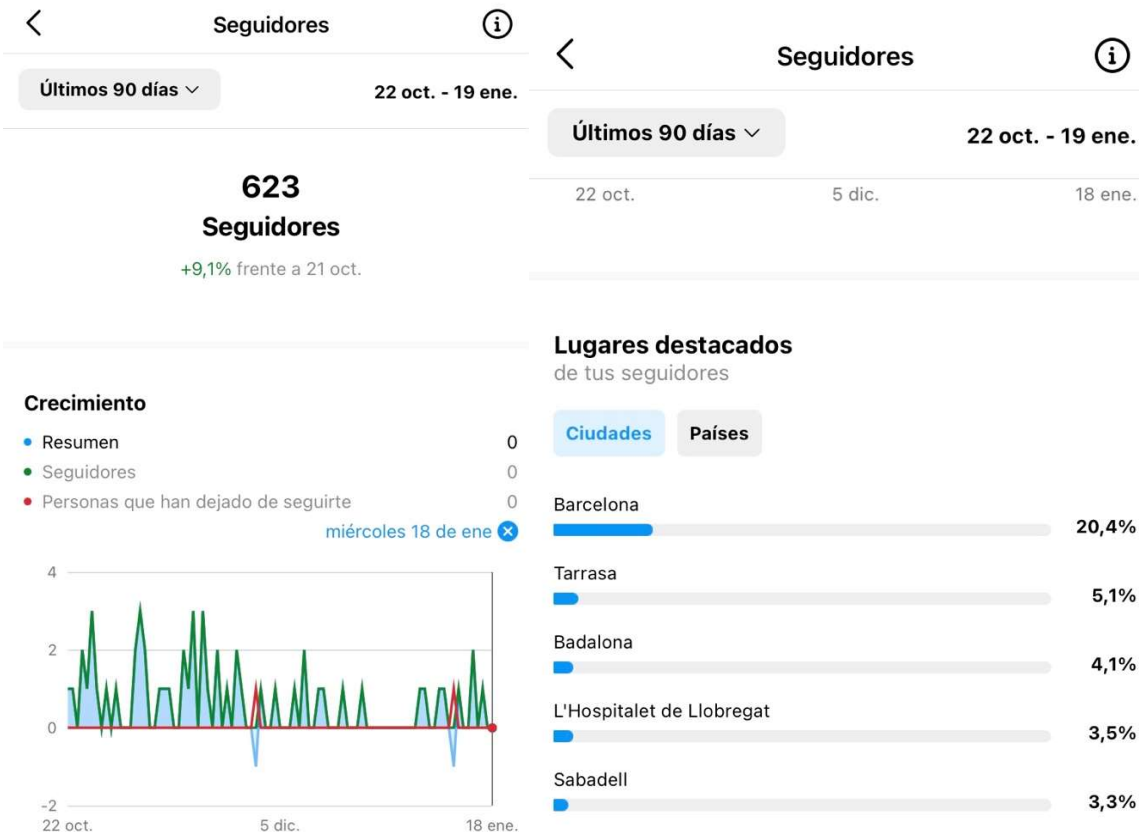 Seguidores
Últimos 90 días
22 oct. - 19 ene.
623
Seguidores
+9,1% frente a 21 oct.
Crecimiento
Resumen 0
Seguidores 0
Personas que han dejado de seguirte 0
miércoles 18 de ene
4
2
0
-2
22 oct. 5 dic. 18 ene.
Seguidores
Últimos 90 días
22 oct. - 19 ene.
22 oct. 5 dic. 18 ene.
Lugares destacados
de tus seguidores
Ciudades Países
Barcelona
20,4%
Tarrasa
5,1%
Badalona
4,1%
L'Hospitalet de Llobregat
3,5%
Sabadell
3,3%